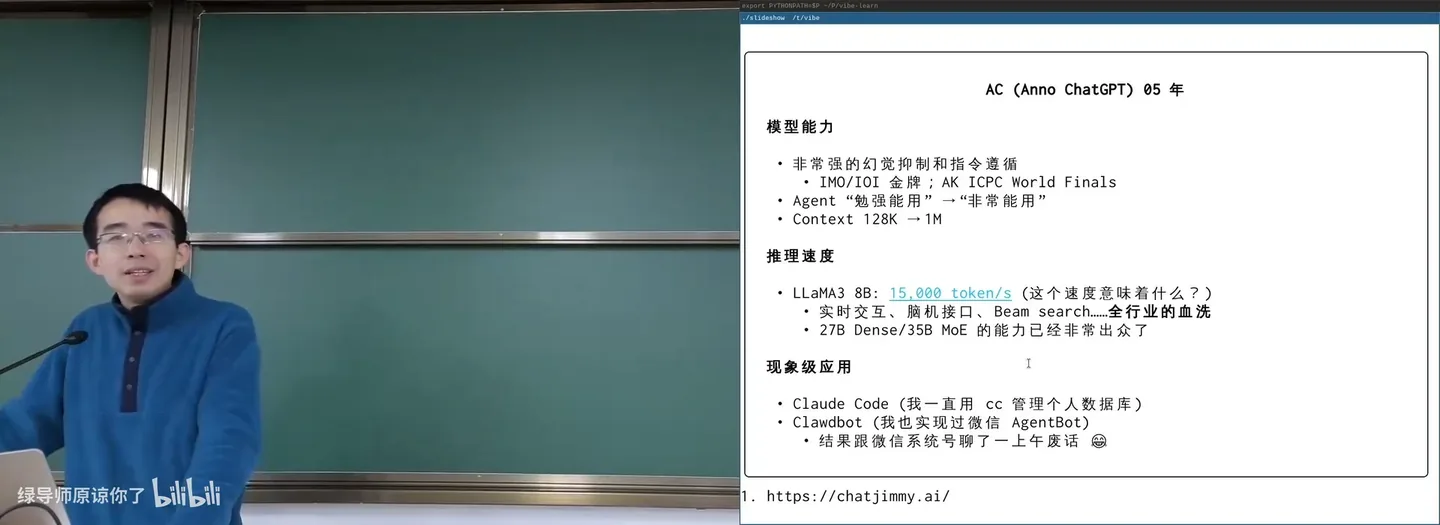 export PYTHONPATH=$P ~/P/vibe-learn
./slideshow /t/vibe
AC (Anno ChatGPT) 05 年
模型能力
• 非常强的幻觉抑制和指令遵循
• IMO/IOI 金牌；AK ICPC World Finals
• Agent “勉强能用” →“非常能用”
• Context 128K →1M
推理速度
• LLaMA3 8B: 15,000 token/s (这个速度意味着什么？)
• 实时交互、脑机接口、Beam search……全行业的血洗
• 27B Dense/35B MoE 的能力已经非常出众了
现象级应用
• Claude Code (我一直用 cc 管理个人数据库)
• Clawdbot (我也实现过微信 AgentBot)
• 结果跟微信系统号聊了一上午废话 😂
1. https://chatjimmy.ai/
绿导师原谅你了 bilibili